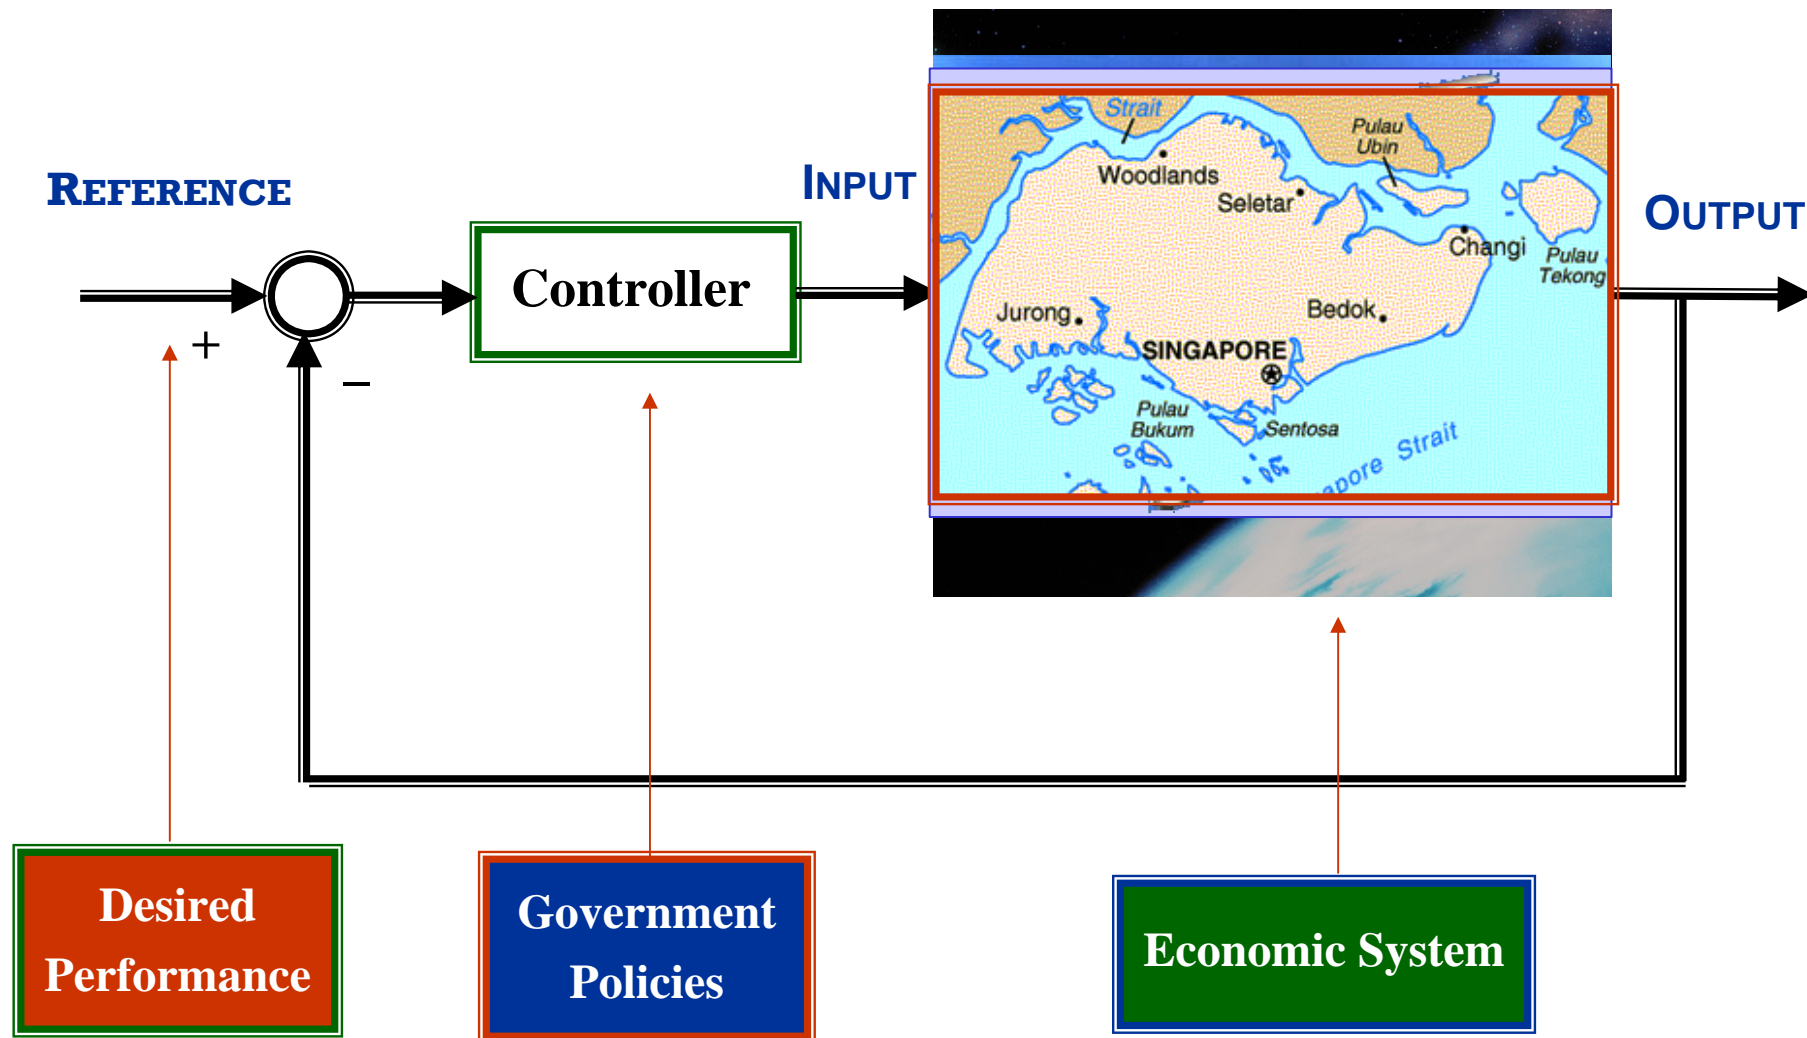 REFERENCE
INPUT
OUTPUT
Controller
+
−
Strait
Pulau
Ubin
Woodlands
Seletar
Changi
Pulau
Tekong
Jurong
Bedok
SINGAPORE
Pulau
Bukum
Sentosa
apore Strait
Desired
Performance
Government
Policies
Economic System